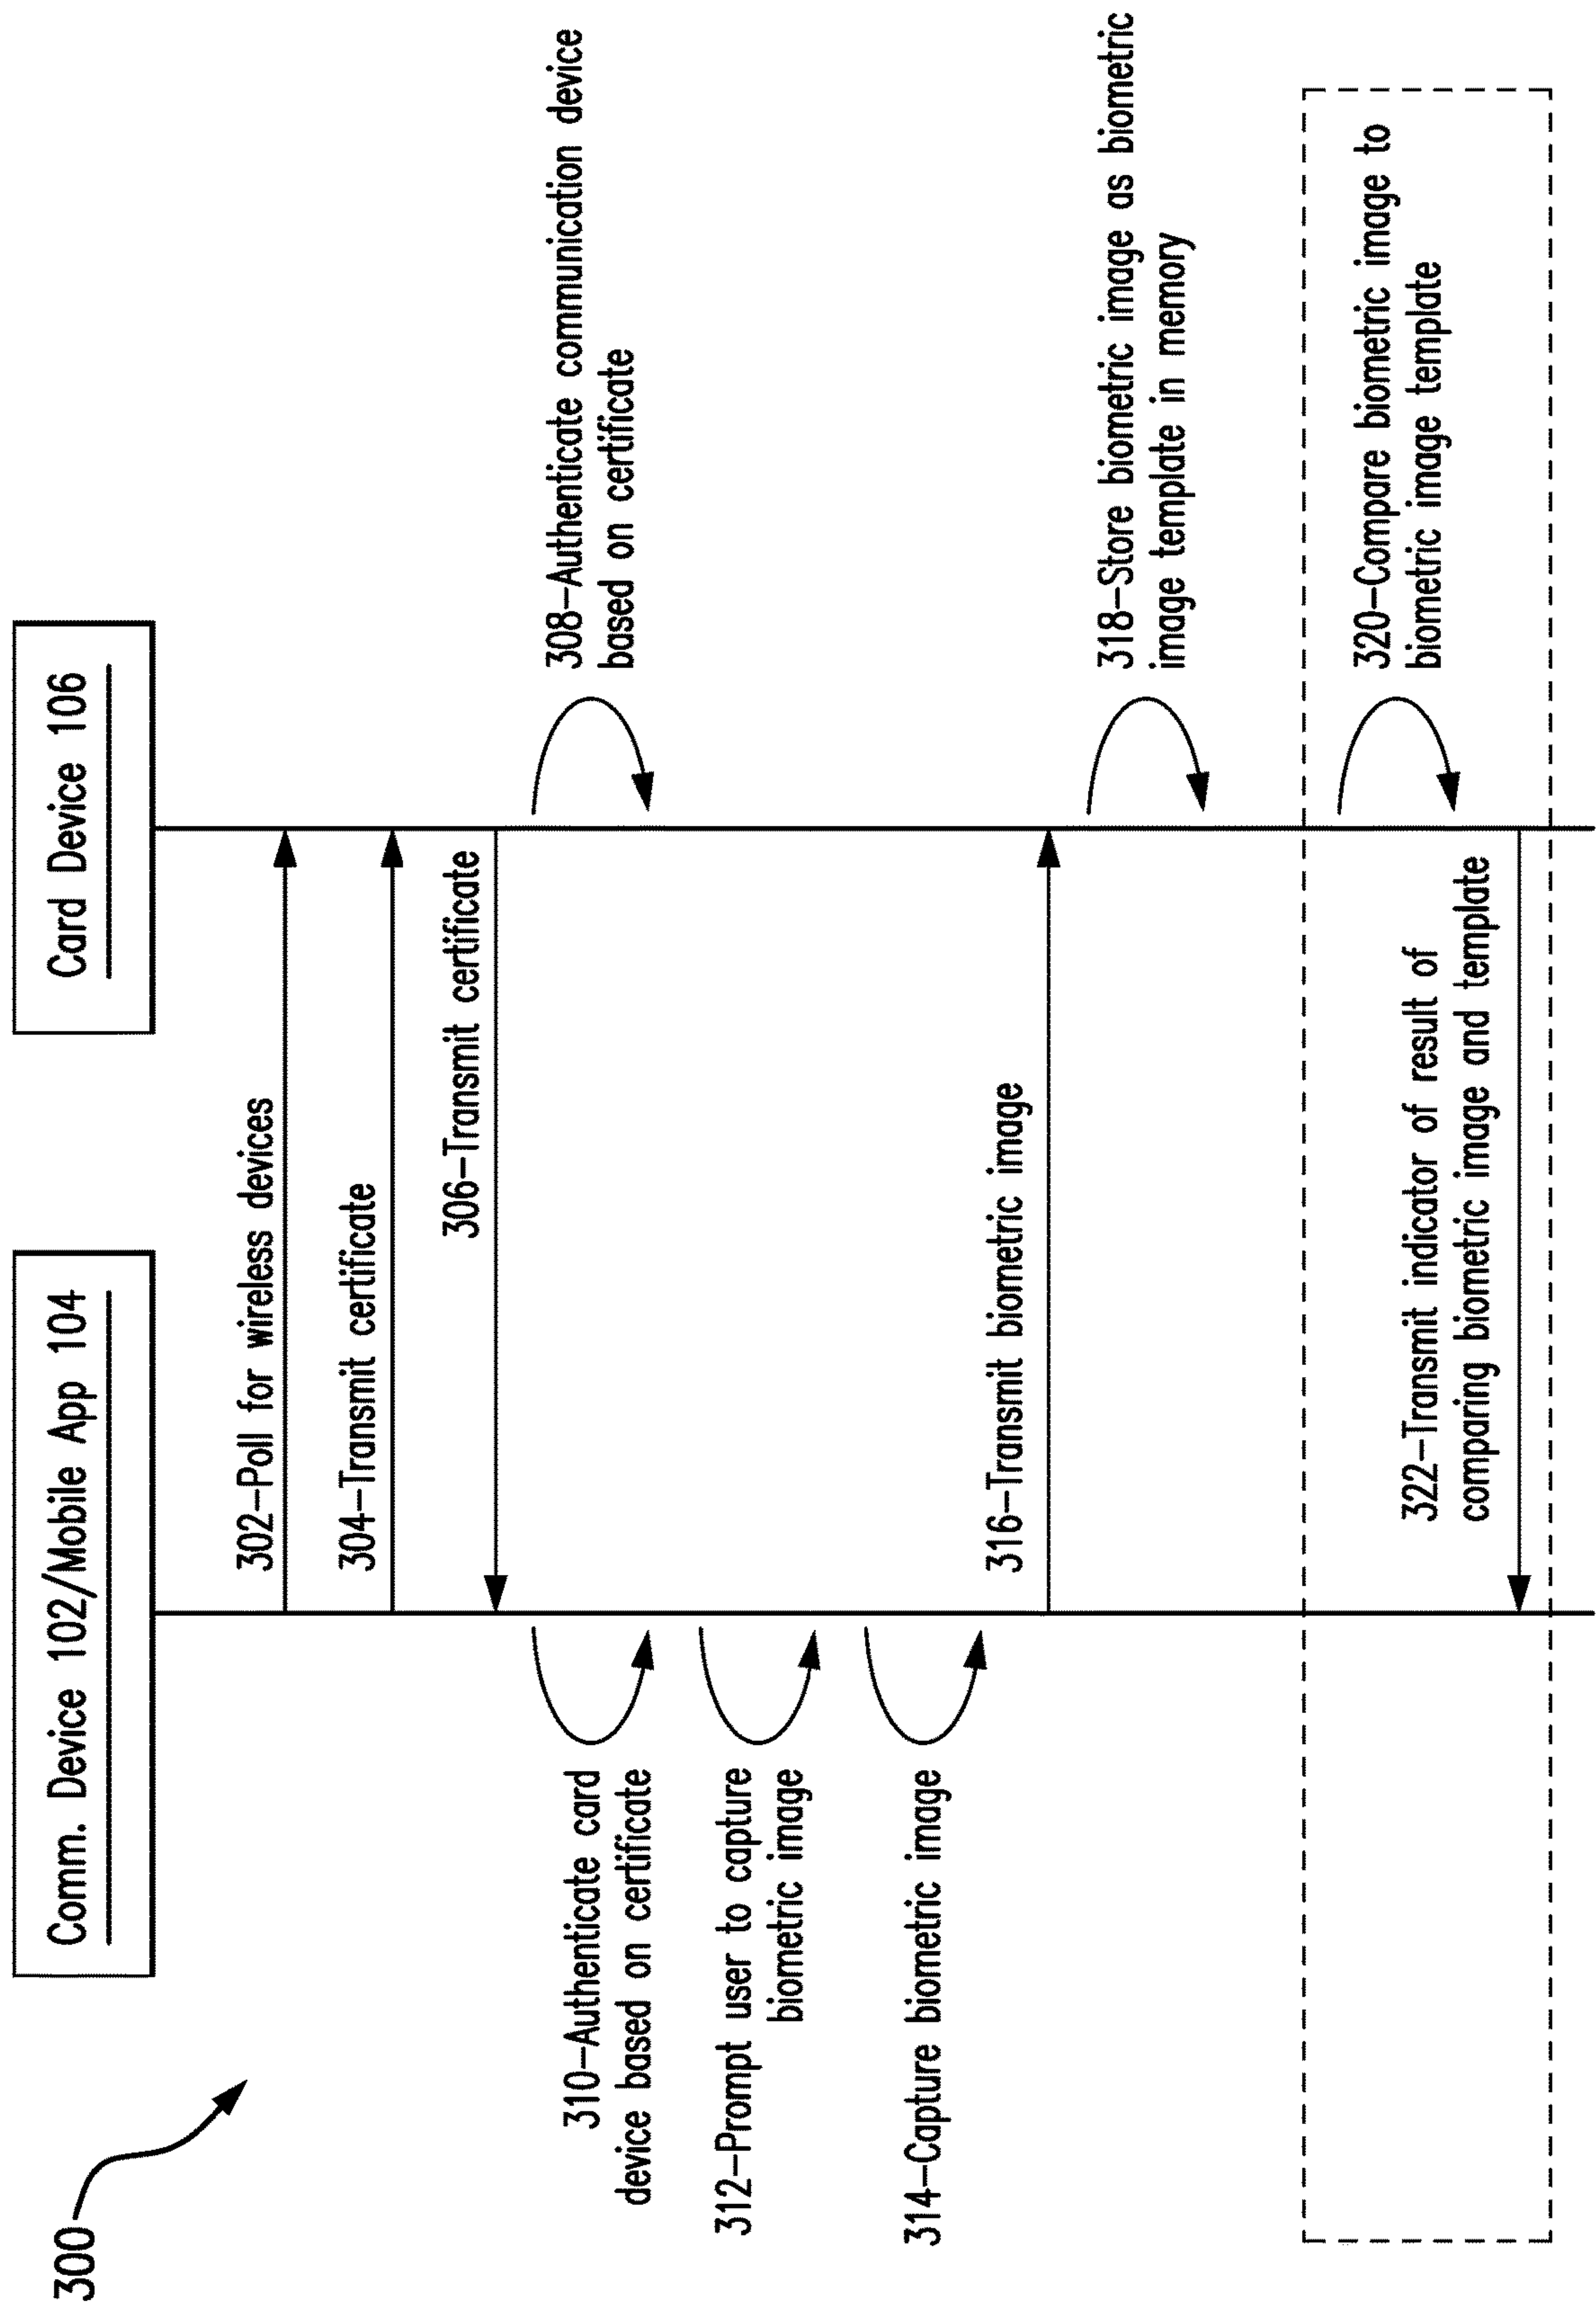 300
Comm. Device 102/Mobile App 104
Card Device 106
302-Poll for wireless devices
304-Transmit certificate
306-Transmit certificate
308-Authenticate communication device
based on certificate
310-Authenticate card
device based on certificate
312-Prompt user to capture
biometric image
314-Capture biometric image
316-Transmit biometric image
318-Store biometric image as biometric
image template in memory
320-Compare biometric image to
biometric image template
322-Transmit indicator of result of
comparing biometric image and template